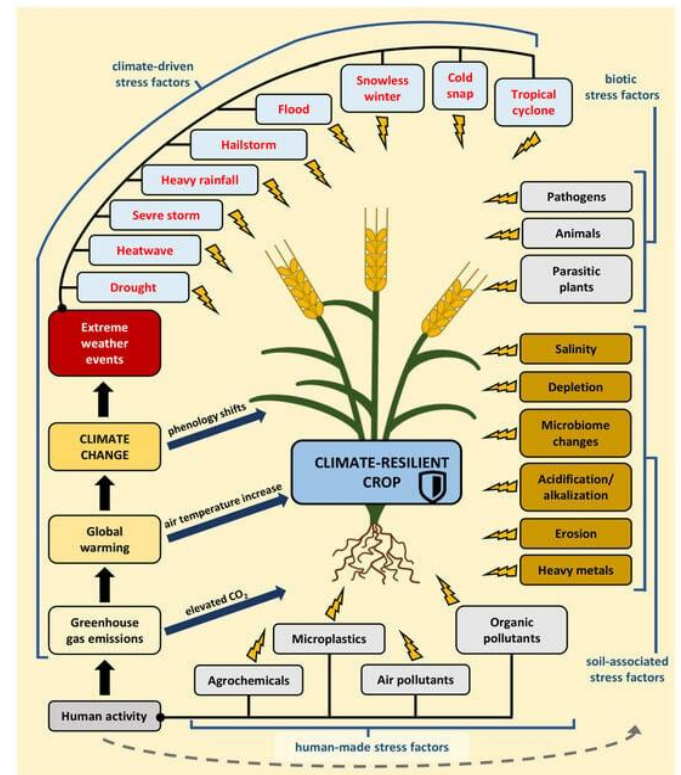 climate-driven
stress factors
Snowless
winter
Cold
snap
Tropical
cyclone
biotic
stress factors
Flood
Hailstorm
Heavy rainfall
Sevre storm
Heatwave
Drought
Extreme
weather
events
Pathogens
Animals
Parasitic
plants
Salinity
Depletion
Microbiome
changes
Acidification/
alkalization
Erosion
Heavy metals
phenology shifts
CLIMATE
CHANGE
CLIMATE-RESILIENT
CROP
air temperature increase
Global
warming
elevated CO₂
Greenhouse
gas emissions
Microplastics
Organic
pollutants
Agrochemicals
Air pollutants
soil-associated
stress factors
Human activity
human-made stress factors